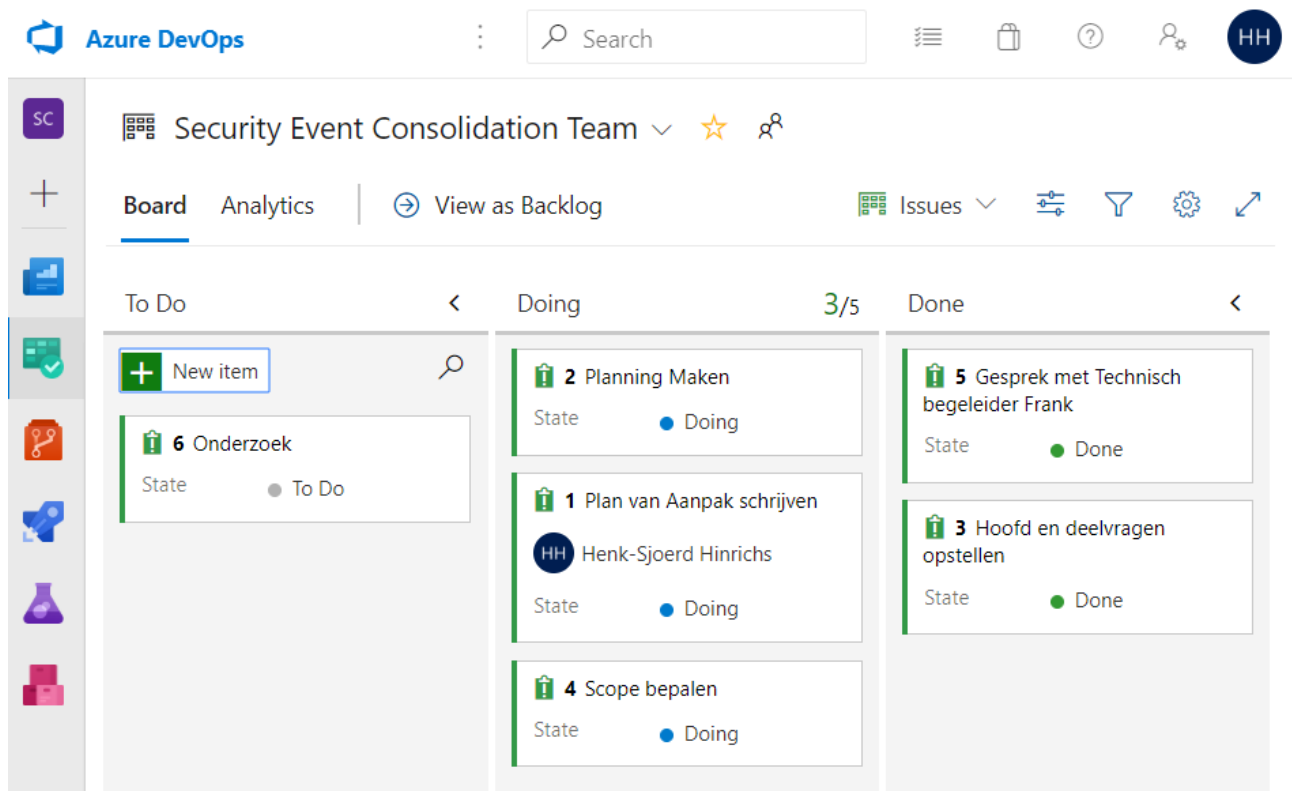 Azure DevOps
Search
HH
SC
Security Event Consolidation Team
Board
Analytics
View as Backlog
Issues
To Do
New item
6 Onderzoek
State
To Do
Doing
3/5
2 Planning Maken
State
Doing
1 Plan van Aanpak schrijven
HH
Henk-Sjoerd Hinrichs
State
Doing
4 Scope bepalen
State
Doing
Done
5 Gesprek met Technisch
begeleider Frank
State
Done
3 Hoofd en deelvragen
opstellen
State
Done